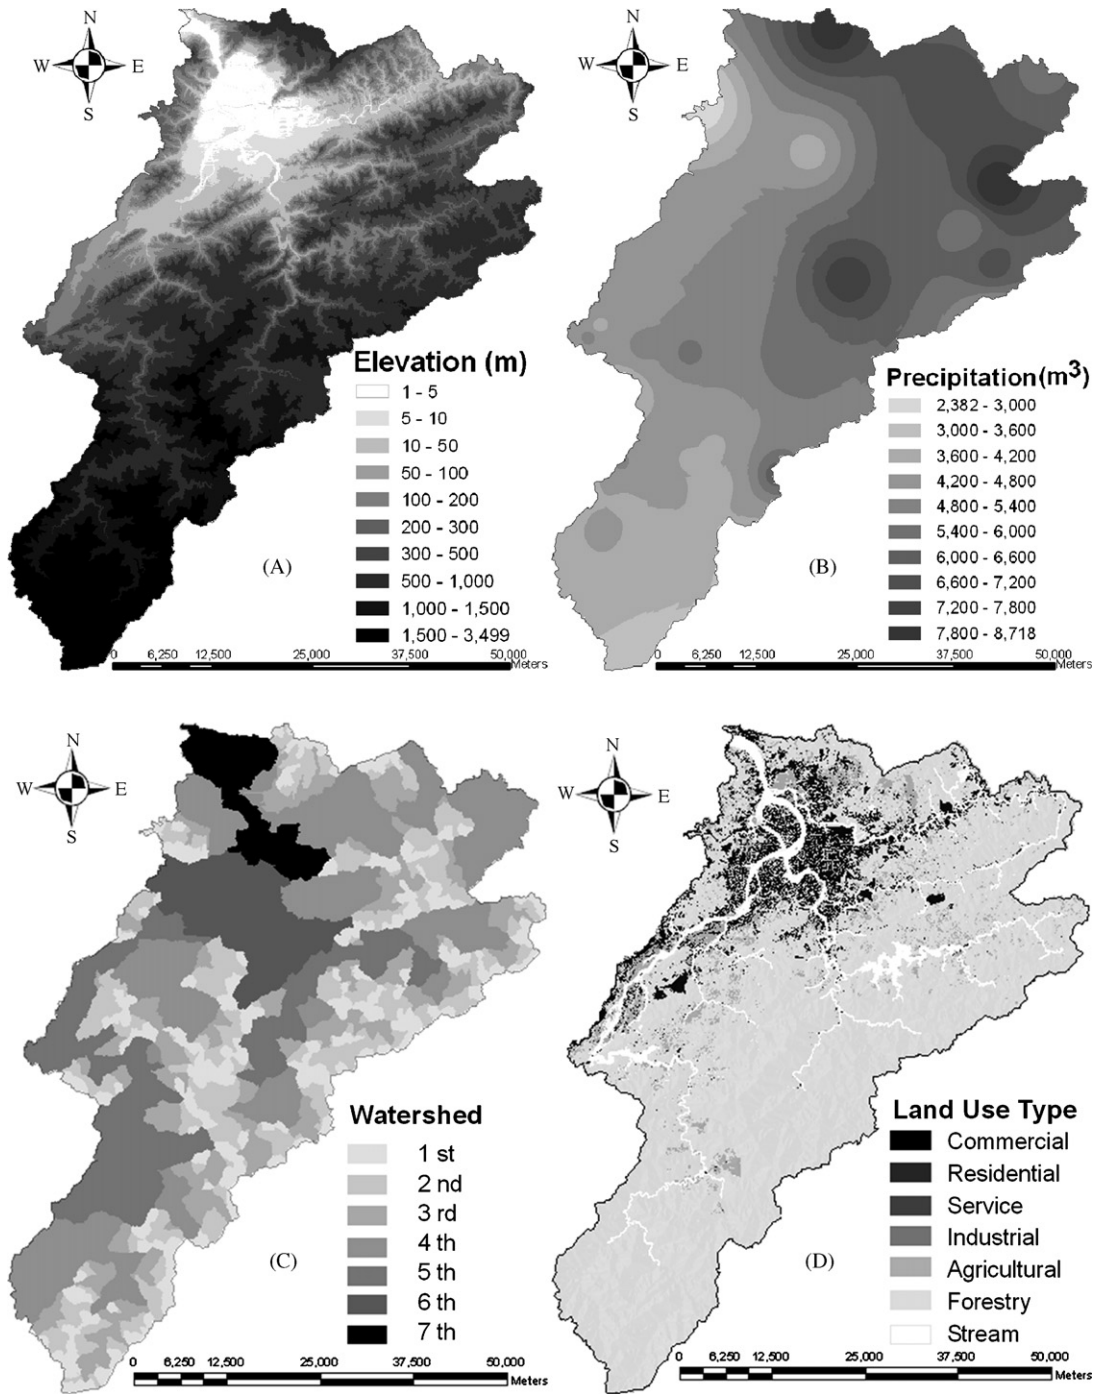 N
W E
S
Elevation (m)
1 - 5
5 - 10
10 - 50
50 - 100
100 - 200
200 - 300
300 - 500
500 - 1,000
1,000 - 1,500
1,500 - 3,499
(A)
0 6,250 12,500 25,000 37,500 50,000
Meters
N
W E
S
Precipitation(m³)
2,382 - 3,000
3,000 - 3,600
3,600 - 4,200
4,200 - 4,800
4,800 - 5,400
5,400 - 6,000
6,000 - 6,600
6,600 - 7,200
7,200 - 7,800
7,800 - 8,718
(B)
0 6,250 12,500 25,000 37,500 50,000
Meters
N
W E
S
Watershed
1 st
2 nd
3 rd
4 th
5 th
6 th
7 th
(C)
0 6,250 12,500 25,000 37,500 50,000
Meters
N
W E
S
Land Use Type
Commercial
Residential
Service
Industrial
Agricultural
Forestry
Stream
(D)
0 6,250 12,500 25,000 37,500 50,000
Meters